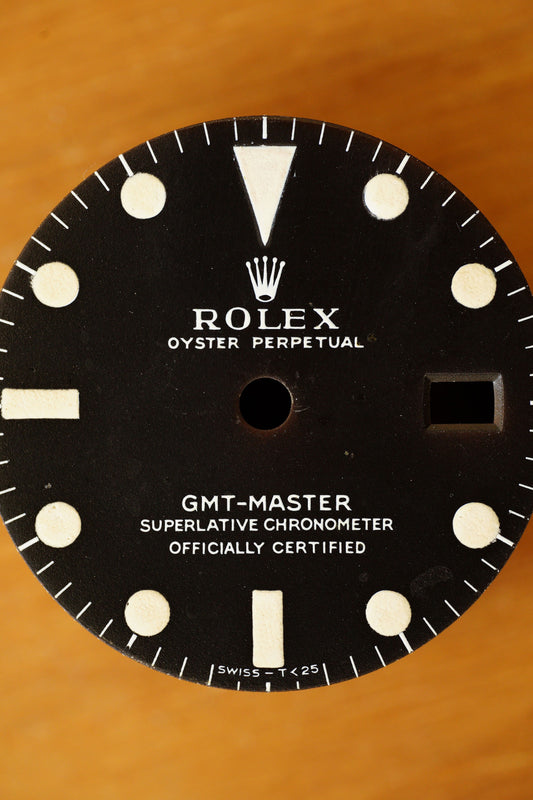 ROLEX
OYSTER PERPETUAL
GMT-MASTER
SUPERLATIVE CHRONOMETER
OFFICIALLY CERTIFIED
SWISS - T<25